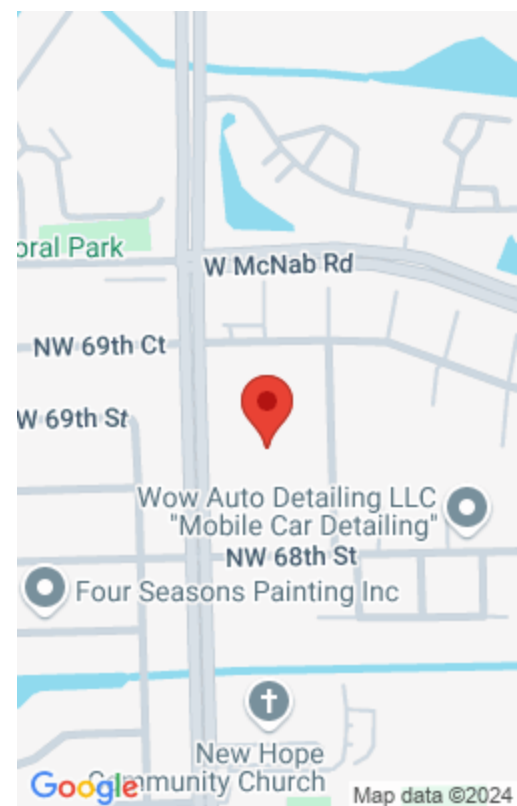 oral Park
W McNab Rd
NW 69th Ct
W 69th St
Wow Auto Detailing LLC
"Mobile Car Detailing"
NW 68th St
Four Seasons Painting Inc
New Hope
Community Church
Google
Map data ©2024